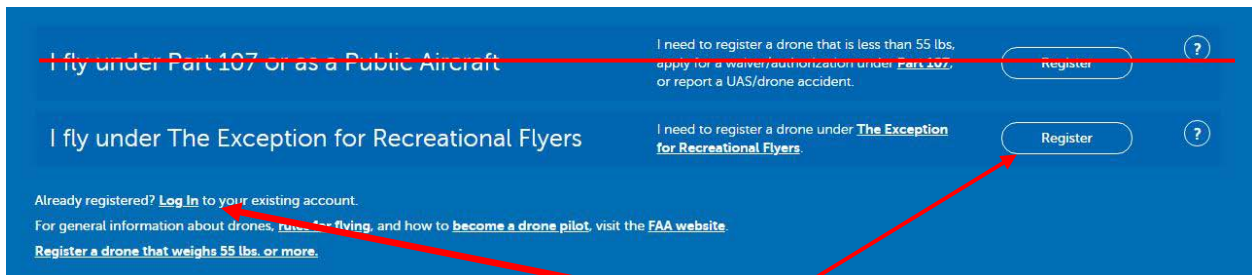 I fly under Part 107 or as a Public Aircraft
I need to register a drone that is less than 55 lbs,
apply for a waiver/authorization under Part 107,
or report a UAS/drone accident.
Register
?
I fly under The Exception for Recreational Flyers
I need to register a drone under The Exception
for Recreational Flyers.
Register
?
Already registered? Log In to your existing account.
For general information about drones, rules for flying, and how to become a drone pilot, visit the FAA website.
Register a drone that weighs 55 lbs. or more.